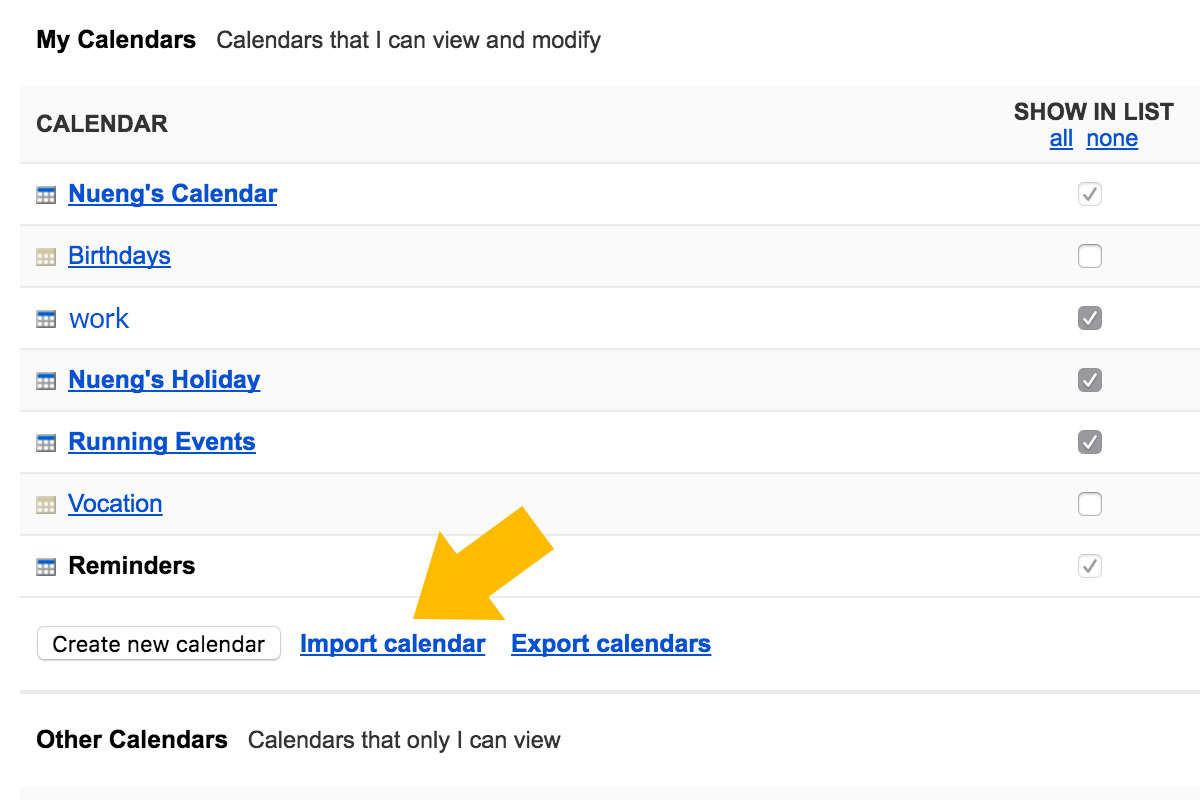 My Calendars Calendars that I can view and modify
CALENDAR SHOW IN LIST
all none
Nueng's Calendar
Birthdays
work
Nueng's Holiday
Running Events
Vocation
Reminders
Create new calendar Import calendar Export calendars
Other Calendars Calendars that only I can view